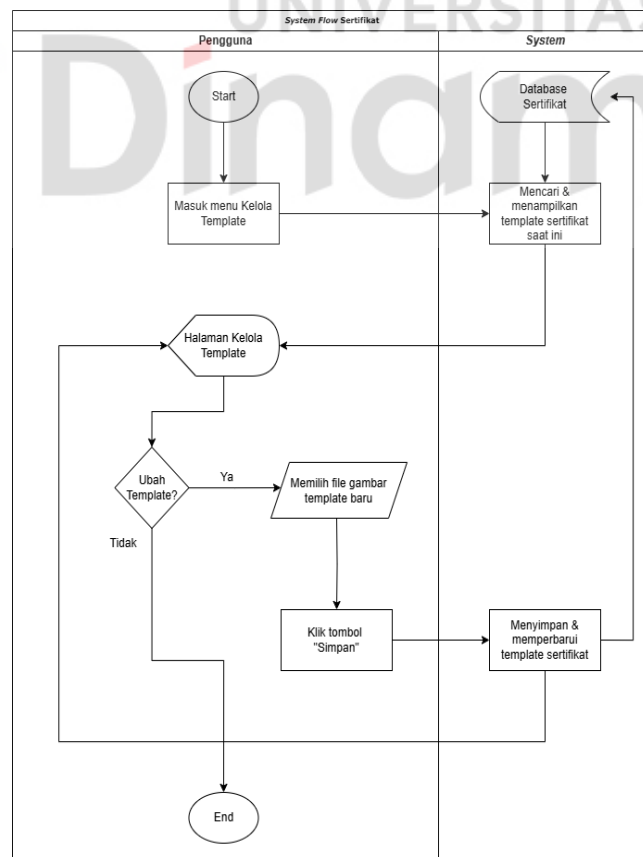 UNIVERSITAS
Dinam
System Flow Sertifikat
Pengguna
System
Start
Database
Sertifikat
Masuk menu Kelola
Template
Mencari &
menampilkan
template sertifikat
saat ini
Halaman Kelola
Template
Ubah
Template?
Ya
Tidak
Memilih file gambar
template baru
Klik tombol
"Simpan"
Menyimpan &
memperbarui
template sertifikat
End